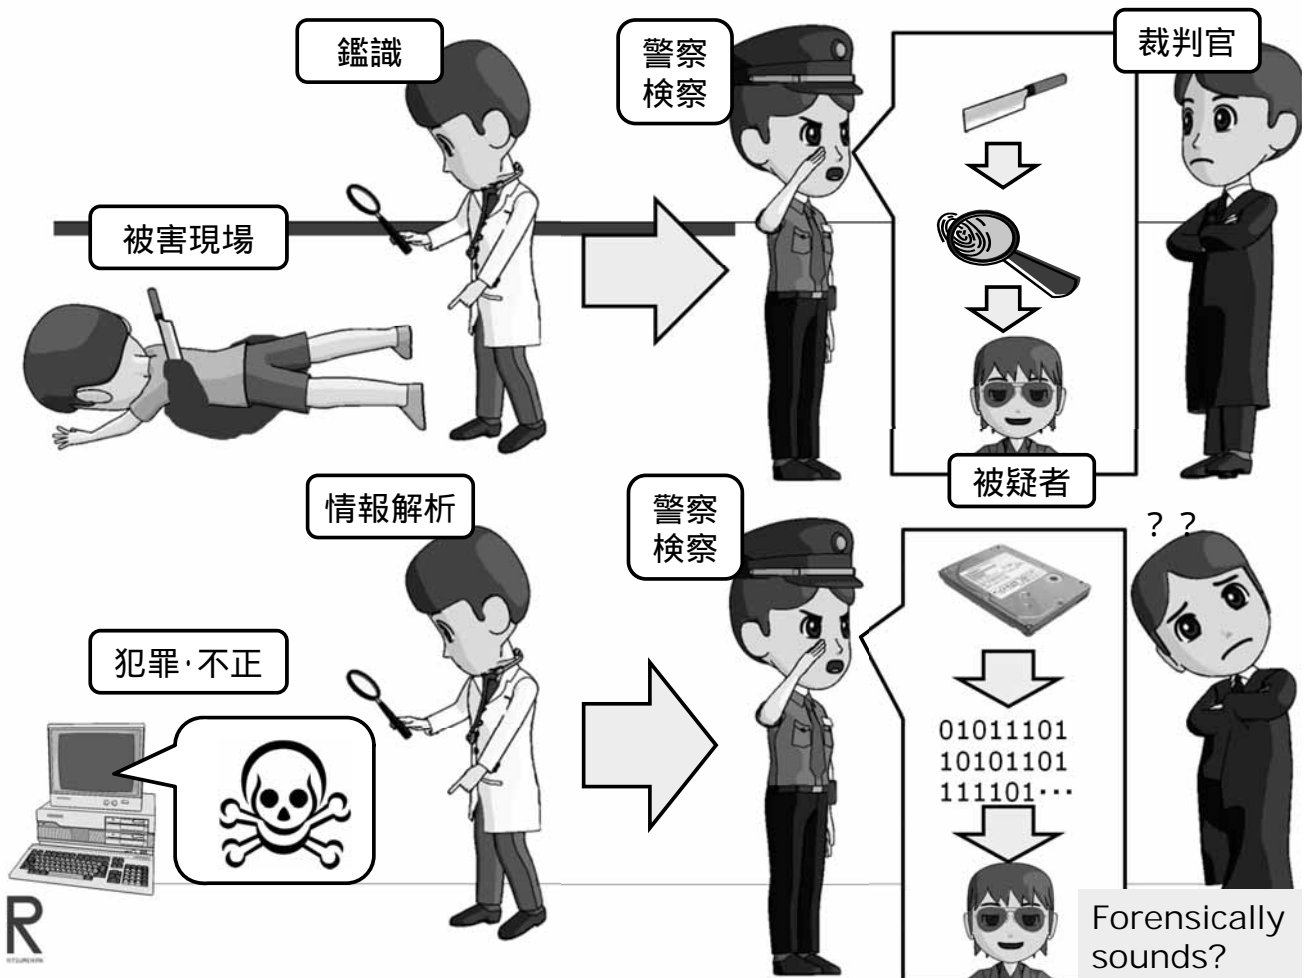 鑑識
警察
検察
裁判官
被害現場
被疑者
情報解析
警察
検察
? ?
犯罪・不正
01011101
10101101
111101…
R
RITSUMEIKAN
Forensically
sounds?